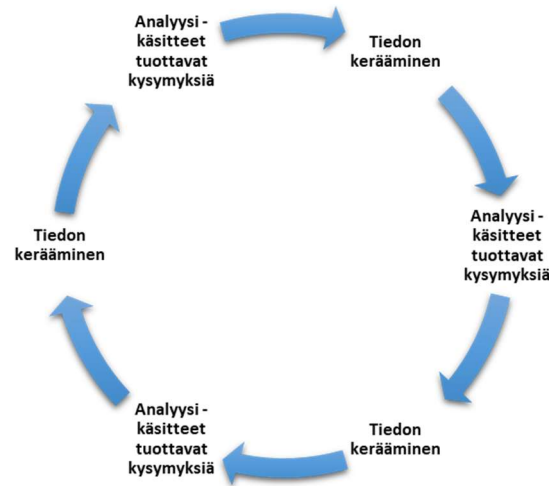 Analyysi -
käsitteet
tuottavat
kysymyksiä
Tiedon
kerääminen
Analyysi -
käsitteet
tuottavat
kysymyksiä
Tiedon
kerääminen
Analyysi -
käsitteet
tuottavat
kysymyksiä
Tiedon
kerääminen